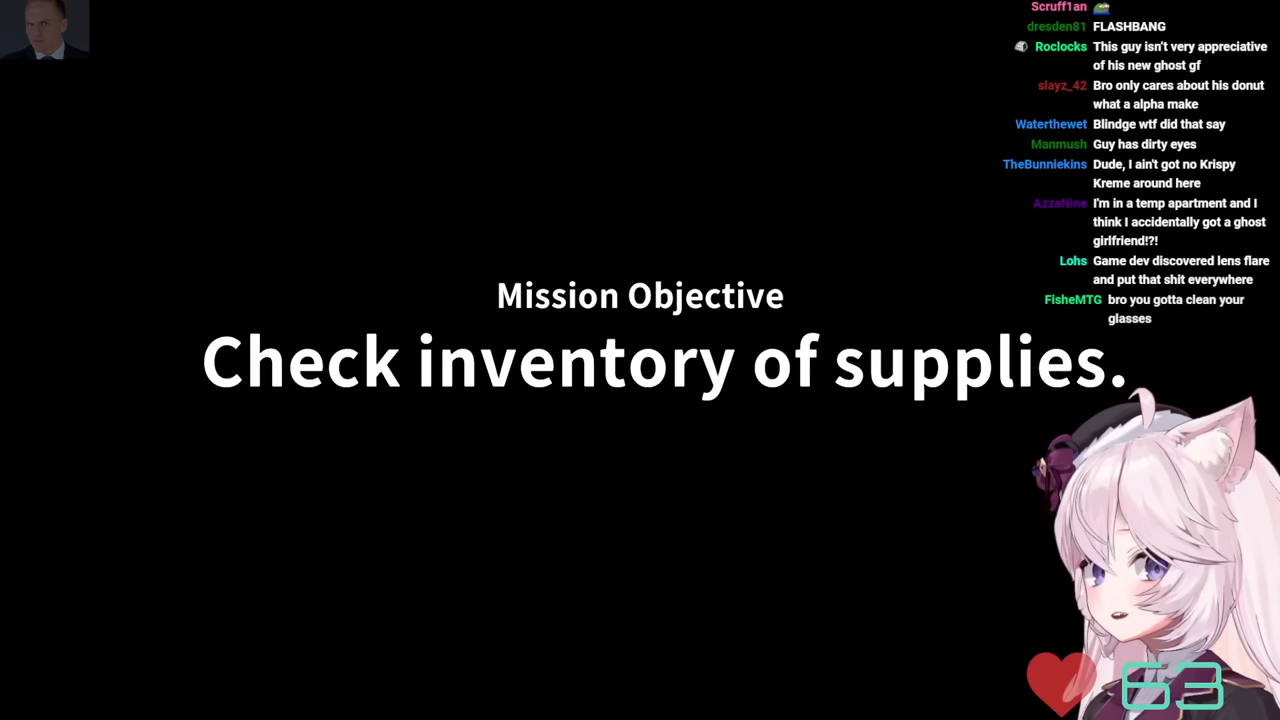 Scruff1an
dresden81 FLASHBANG
Roclocks This guy isn't very appreciative
of his new ghost gf
slayz_42 Bro only cares about his donut
what a alpha make
Waterthewet Blindge wtf did that say
Manmush Guy has dirty eyes
TheBunniekins Dude, I ain't got no Krispy
Kreme around here
AzzaNine I'm in a temp apartment and I
think I accidentally got a ghost
girlfriend!?!
Lohs Game dev discovered lens flare
and put that shit everywhere
FisheMTG bro you gotta clean your
glasses
Mission Objective
Check inventory of supplies.
63